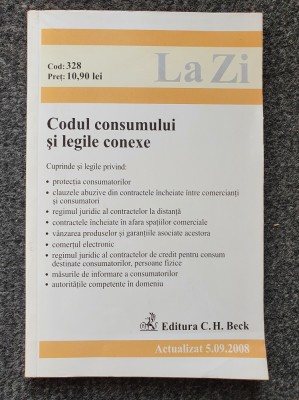 Cod: 328
Preț: 10,90 lei
La Zi
Codul consumului
și legile conexe
Cuprinde și legile privind:
• protecția consumatorilor
• clauzele abuzive din contractele încheiate între comercianți
și consumatori
• regimul juridic al contractelor la distanță
• contractele încheiate în afara spațiilor comerciale
• vânzarea produselor și garanțiile asociate acestora
• comerțul electronic
• regimul juridic al contractelor de credit pentru consum
destinate consumatorilor, persoane fizice
• măsurile de informare a consumatorilor
• autoritățile competente în domeniu
Editura C. H. Beck
Actualizat 5.09.2008